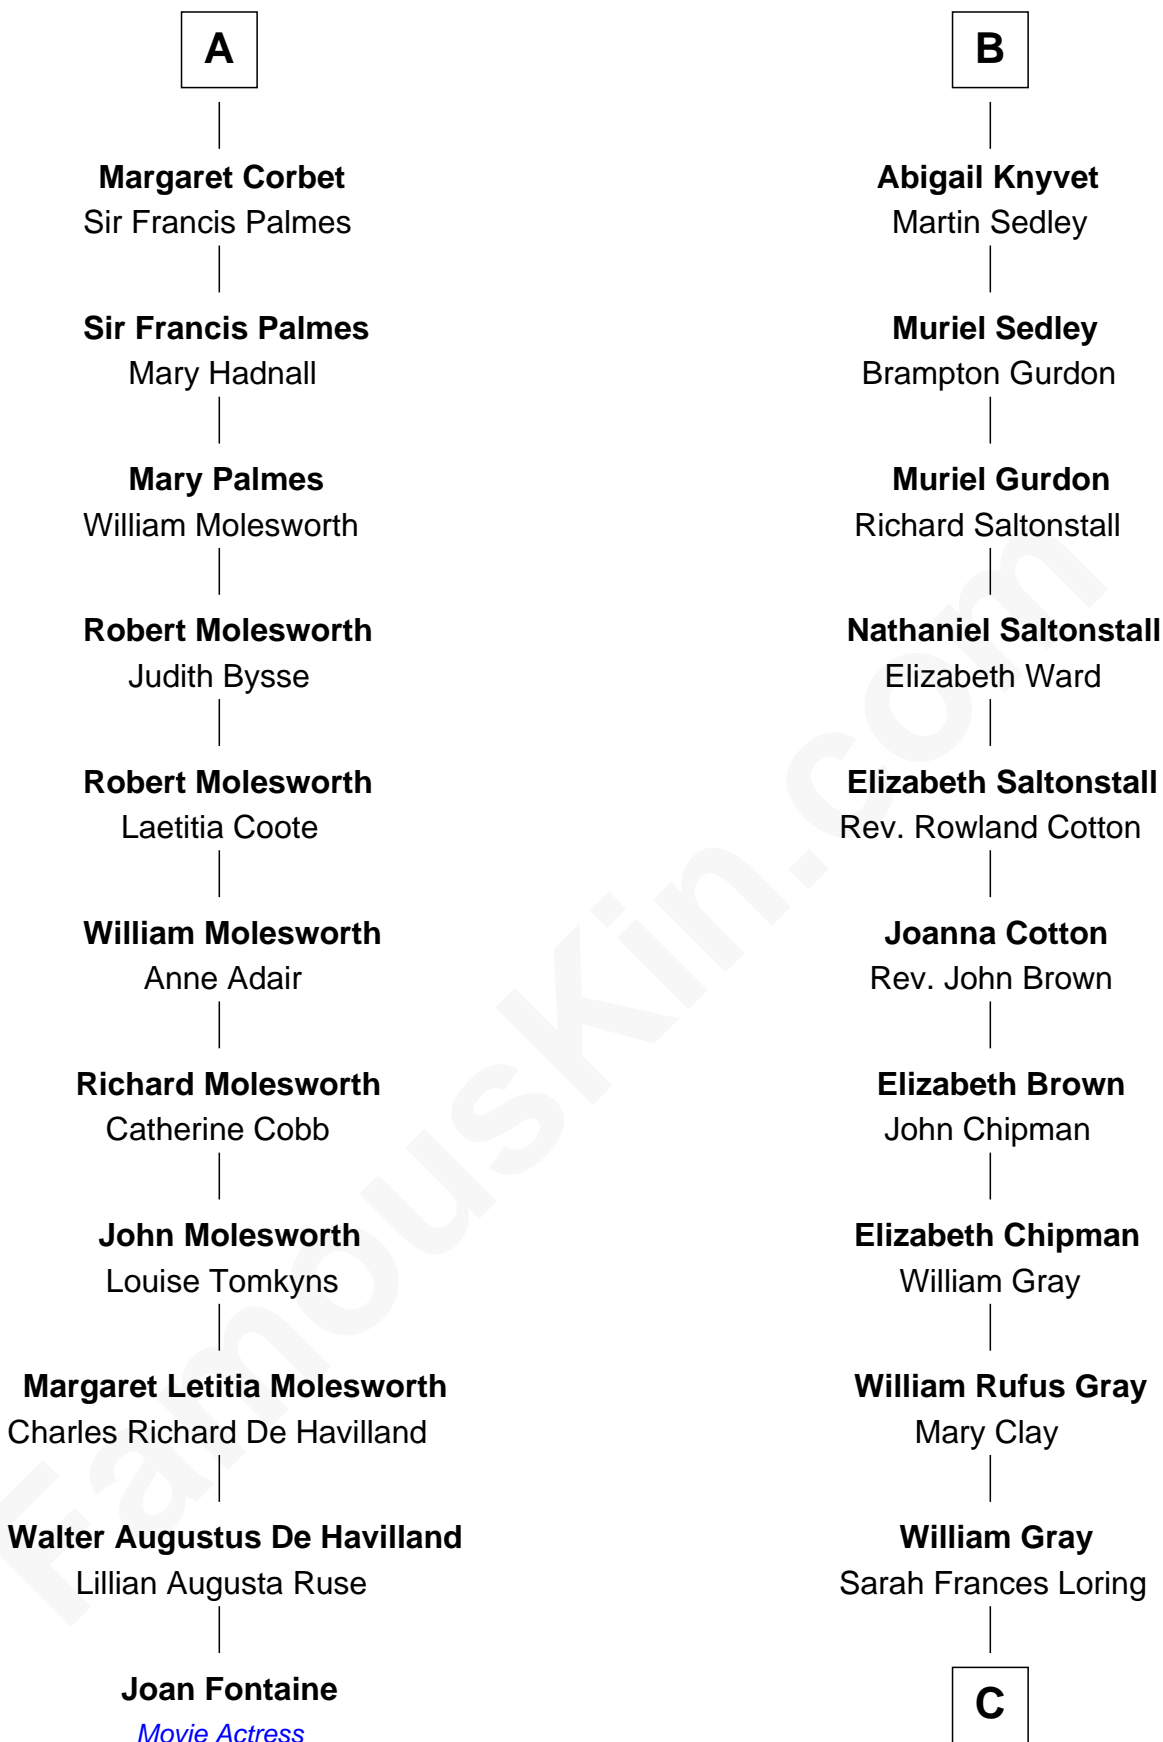 A
Margaret Corbet
Sir Francis Palmes
Sir Francis Palmes
Mary Hadnall
Mary Palmes
William Molesworth
Robert Molesworth
Judith Bysse
Robert Molesworth
Laetitia Coote
William Molesworth
Anne Adair
Richard Molesworth
Catherine Cobb
John Molesworth
Louise Tomkyns
Margaret Letitia Molesworth
Charles Richard De Havilland
Walter Augustus De Havilland
Lillian Augusta Ruse
Joan Fontaine
Movie Actress
B
Abigail Knyvet
Martin Sedley
Muriel Sedley
Brampton Gurdon
Muriel Gurdon
Richard Saltonstall
Nathaniel Saltonstall
Elizabeth Ward
Elizabeth Saltonstall
Rev. Rowland Cotton
Joanna Cotton
Rev. John Brown
Elizabeth Brown
John Chipman
Elizabeth Chipman
William Gray
William Rufus Gray
Mary Clay
William Gray
Sarah Frances Loring
C
FamousKin.com